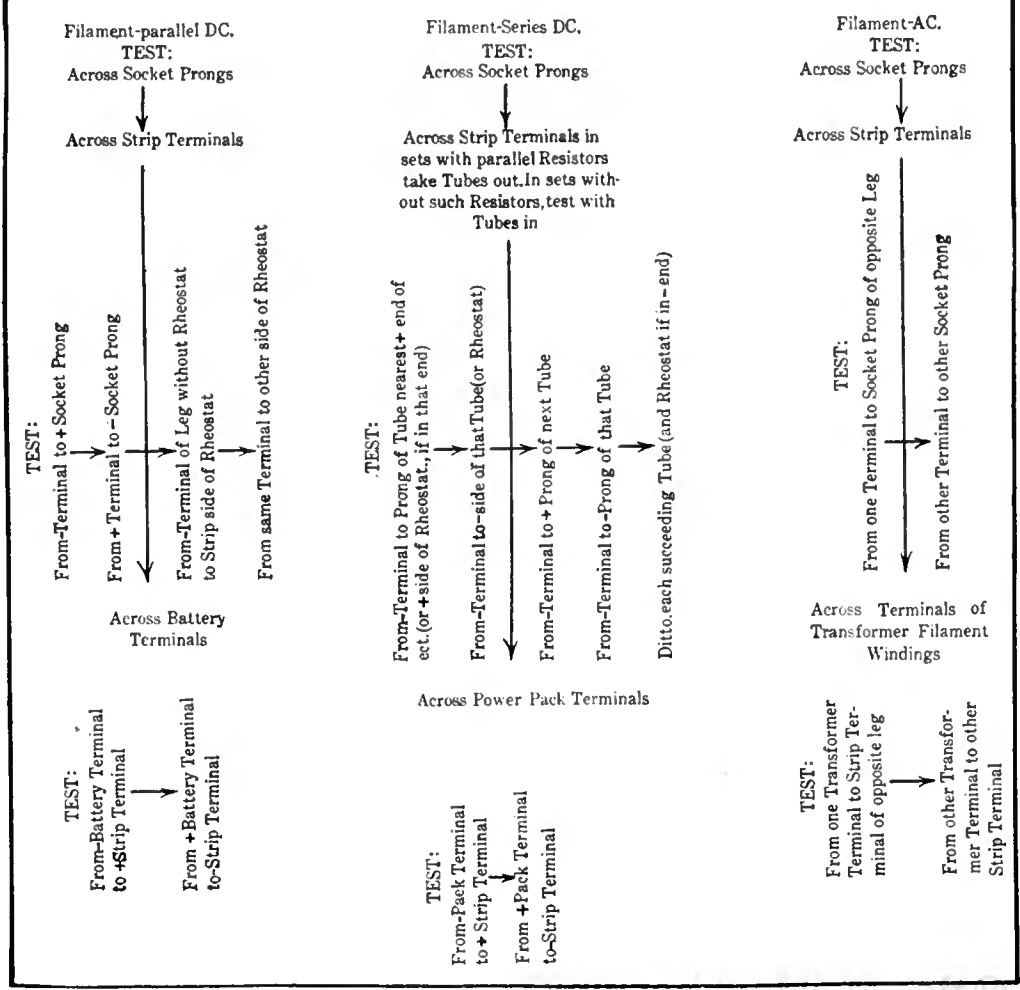 Filament-parallel DC.
TEST:
Across Socket Prongs
Across Strip Terminals
TEST:
From-Terminal to + Socket Prong
From + Terminal to - Socket Prong
From-Terminal of Leg without Rheostat
to Strip side of Rheostat
From same Terminal to other side of Rheostat
Across Battery
Terminals
TEST:
From-Battery Terminal
to +Strip Terminal
From +Battery Terminal
to-Strip Terminal
Filament-Series DC.
TEST:
Across Socket Prongs
Across Strip Terminals in
sets with parallel Resistors
take Tubes out.In sets with-
out such Resistors,test with
Tubes in
.TEST:
From-Terminal to Prong of Tube nearest+ end of
ect.(or+side of Rheostat., if in that end)
From-Terminal to-side of that Tube(or Rheostat)
From-Terminal to + Prong of next Tube
From-Terminal to-Prong of that Tube
Ditto.each succeeding Tube (and Rheostat if in-end)
Across Power Pack Terminals
TEST:
From-Pack Terminal
to + Strip Terminal
From +Pack Terminal
to-Strip Terminal
Filament-AC.
TEST:
Across Socket Prongs
Across Strip Terminals
TEST:
From one Terminal to Socket Prong of opposite Leg
From other Terminal to other Socket Prong
Across Terminals of
Transformer Filament
Windings
TEST:
From one Transformer
Terminal to Strip Ter-
minal of opposite leg
From other Transfor-
mer Terminal to other
Strip Terminal